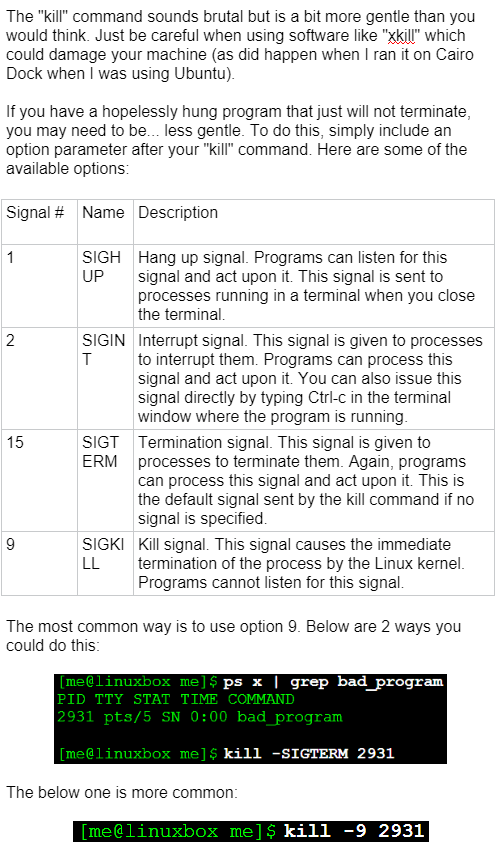 The "kill" command sounds brutal but is a bit more gentle than you
would think. Just be careful when using software like "xkill" which
could damage your machine (as did happen when I ran it on Cairo
Dock when I was using Ubuntu).
If you have a hopelessly hung program that just will not terminate,
you may need to be... less gentle. To do this, simply include an
option parameter after your "kill" command. Here are some of the
available options:
Signal # Name Description
1 SIGH Hang up signal. Programs can listen for this
UP signal and act upon it. This signal is sent to
processes running in a terminal when you close
the terminal.
2 SIGIN Interrupt signal. This signal is given to processes
T to interrupt them. Programs can process this
signal and act upon it. You can also issue this
signal directly by typing Ctrl-c in the terminal
window where the program is running.
15 SIGT Termination signal. This signal is given to
ERM processes to terminate them. Again, programs
can process this signal and act upon it. This is
the default signal sent by the kill command if no
signal is specified.
9 SIGKI Kill signal. This signal causes the immediate
LL termination of the process by the Linux kernel.
Programs cannot listen for this signal.
The most common way is to use option 9. Below are 2 ways you
could do this:
[me@linuxbox me]$ ps x | grep bad_program
PID TTY STAT TIME COMMAND
2931 pts/5 SN 0:00 bad_program
[me@linuxbox me]$ kill -SIGTERM 2931
The below one is more common:
[me@linuxbox me]$ kill -9 2931